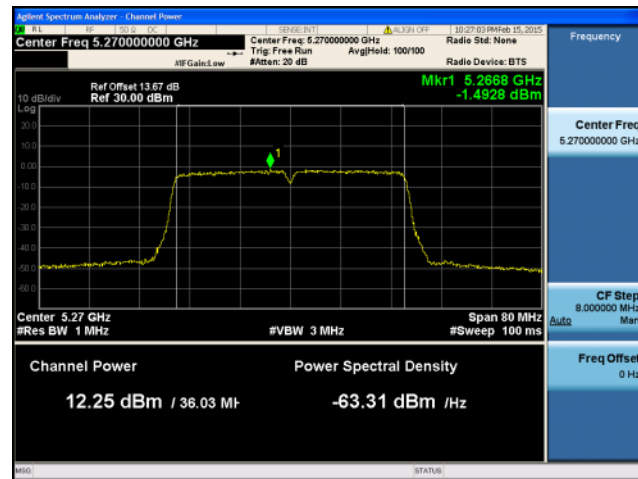 Agilent Spectrum Analyzer - Channel Power
RL RF 50 Ω DC SENSE:INT ALIGN OFF 10:27:03 PM Feb 15, 2015
Center Freq 5.270000000 GHz
Center Freq: 5.270000000 GHz
Radio Std: None
Trig: Free Run Avg|Hold: 100/100
#IFGain:Low #Atten: 20 dB Radio Device: BTS
Frequency
Mkr1 5.2668 GHz
-1.4928 dBm
Ref Offset 13.67 dB
10 dB/div Ref 30.00 dBm
Log
20.0
10.0
0.00
-10.0
-20.0
-30.0
-40.0
-50.0
-60.0
1
Center 5.27 GHz Span 80 MHz
#Res BW 1 MHz #VBW 3 MHz #Sweep 100 ms
Channel Power Power Spectral Density
12.25 dBm / 36.03 MH -63.31 dBm /Hz
Center Freq
5.270000000 GHz
CF Step
8.000000 MHz
Auto Man
Freq Offset
0 Hz
MSG STATUS